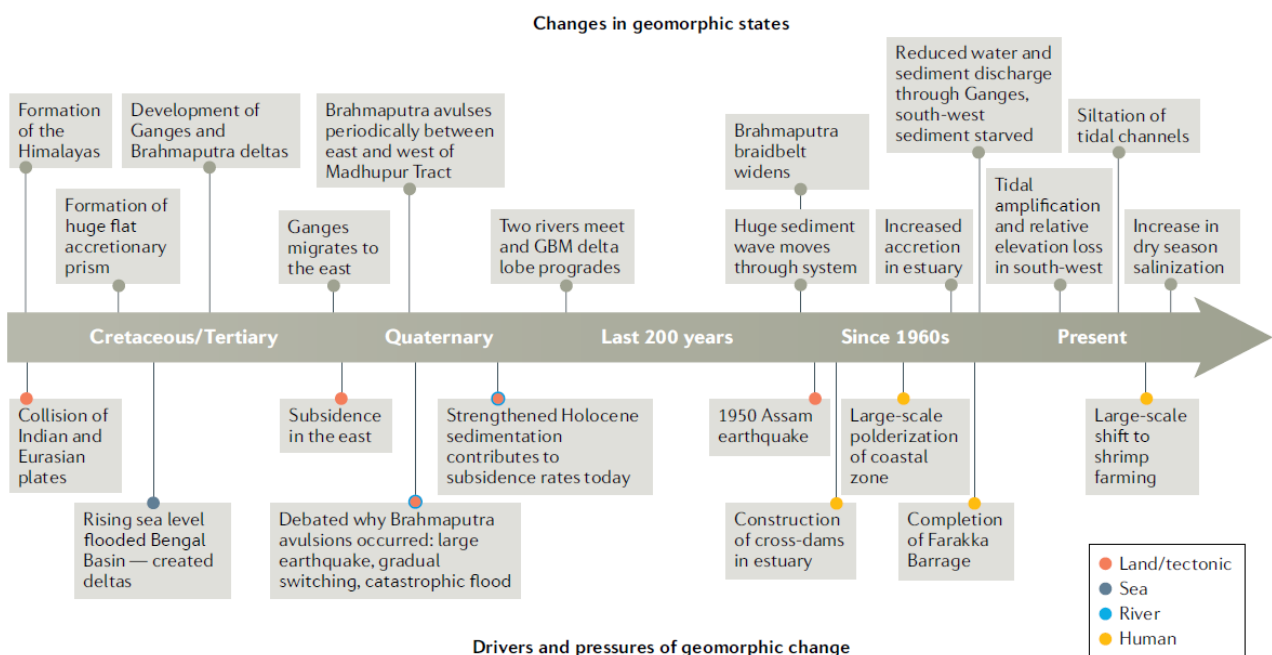 Changes in geomorphic states
Formation
of the
Himalayas
Development of
Ganges and
Brahmaputra deltas
Brahmaputra avulses
periodically between
east and west of
Madhupur Tract
Brahmaputra
braidbelt
widens
Reduced water and
sediment discharge
through Ganges,
south-west
sediment starved
Siltation of
tidal channels
Formation of
huge flat
accretionary
prism
Ganges
migrates to
the east
Two rivers meet
and GBM delta
lobe progrades
Huge sediment
wave moves
through system
Increased
accretion
in estuary
Tidal
amplification
and relative
elevation loss
in south-west
Increase in
dry season
salinization
Cretaceous/Tertiary
Quaternary
Last 200 years
Since 1960s
Present
Collision of
Indian and
Eurasian
plates
Subsidence
in the east
Strengthened Holocene
sedimentation
contributes to
subsidence rates today
1950 Assam
earthquake
Large-scale
polderization
of coastal
zone
Large-scale
shift to
shrimp
farming
Rising sea level
flooded Bengal
Basin — created
deltas
Debated why Brahmaputra
avulsions occurred: large
earthquake, gradual
switching, catastrophic flood
Construction
of cross-dams
in estuary
Completion
of Farakka
Barrage
Land/tectonic
Sea
River
Human
Drivers and pressures of geomorphic change